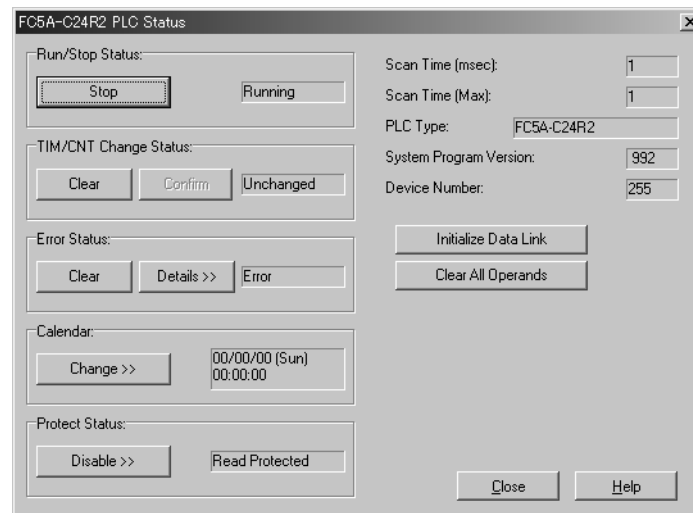 FC5A-C24R2 PLC Status
Run/Stop Status:
Stop
Running
TIM/CNT Change Status:
Clear
Confirm
Unchanged
Error Status:
Clear
Details >>
Error
Calendar:
Change >>
00/00/00 (Sun)
00:00:00
Protect Status:
Disable >>
Read Protected
Scan Time (msec):
1
Scan Time (Max):
1
PLC Type:
FC5A-C24R2
System Program Version:
992
Device Number:
255
Initialize Data Link
Clear All Operands
Close
Help